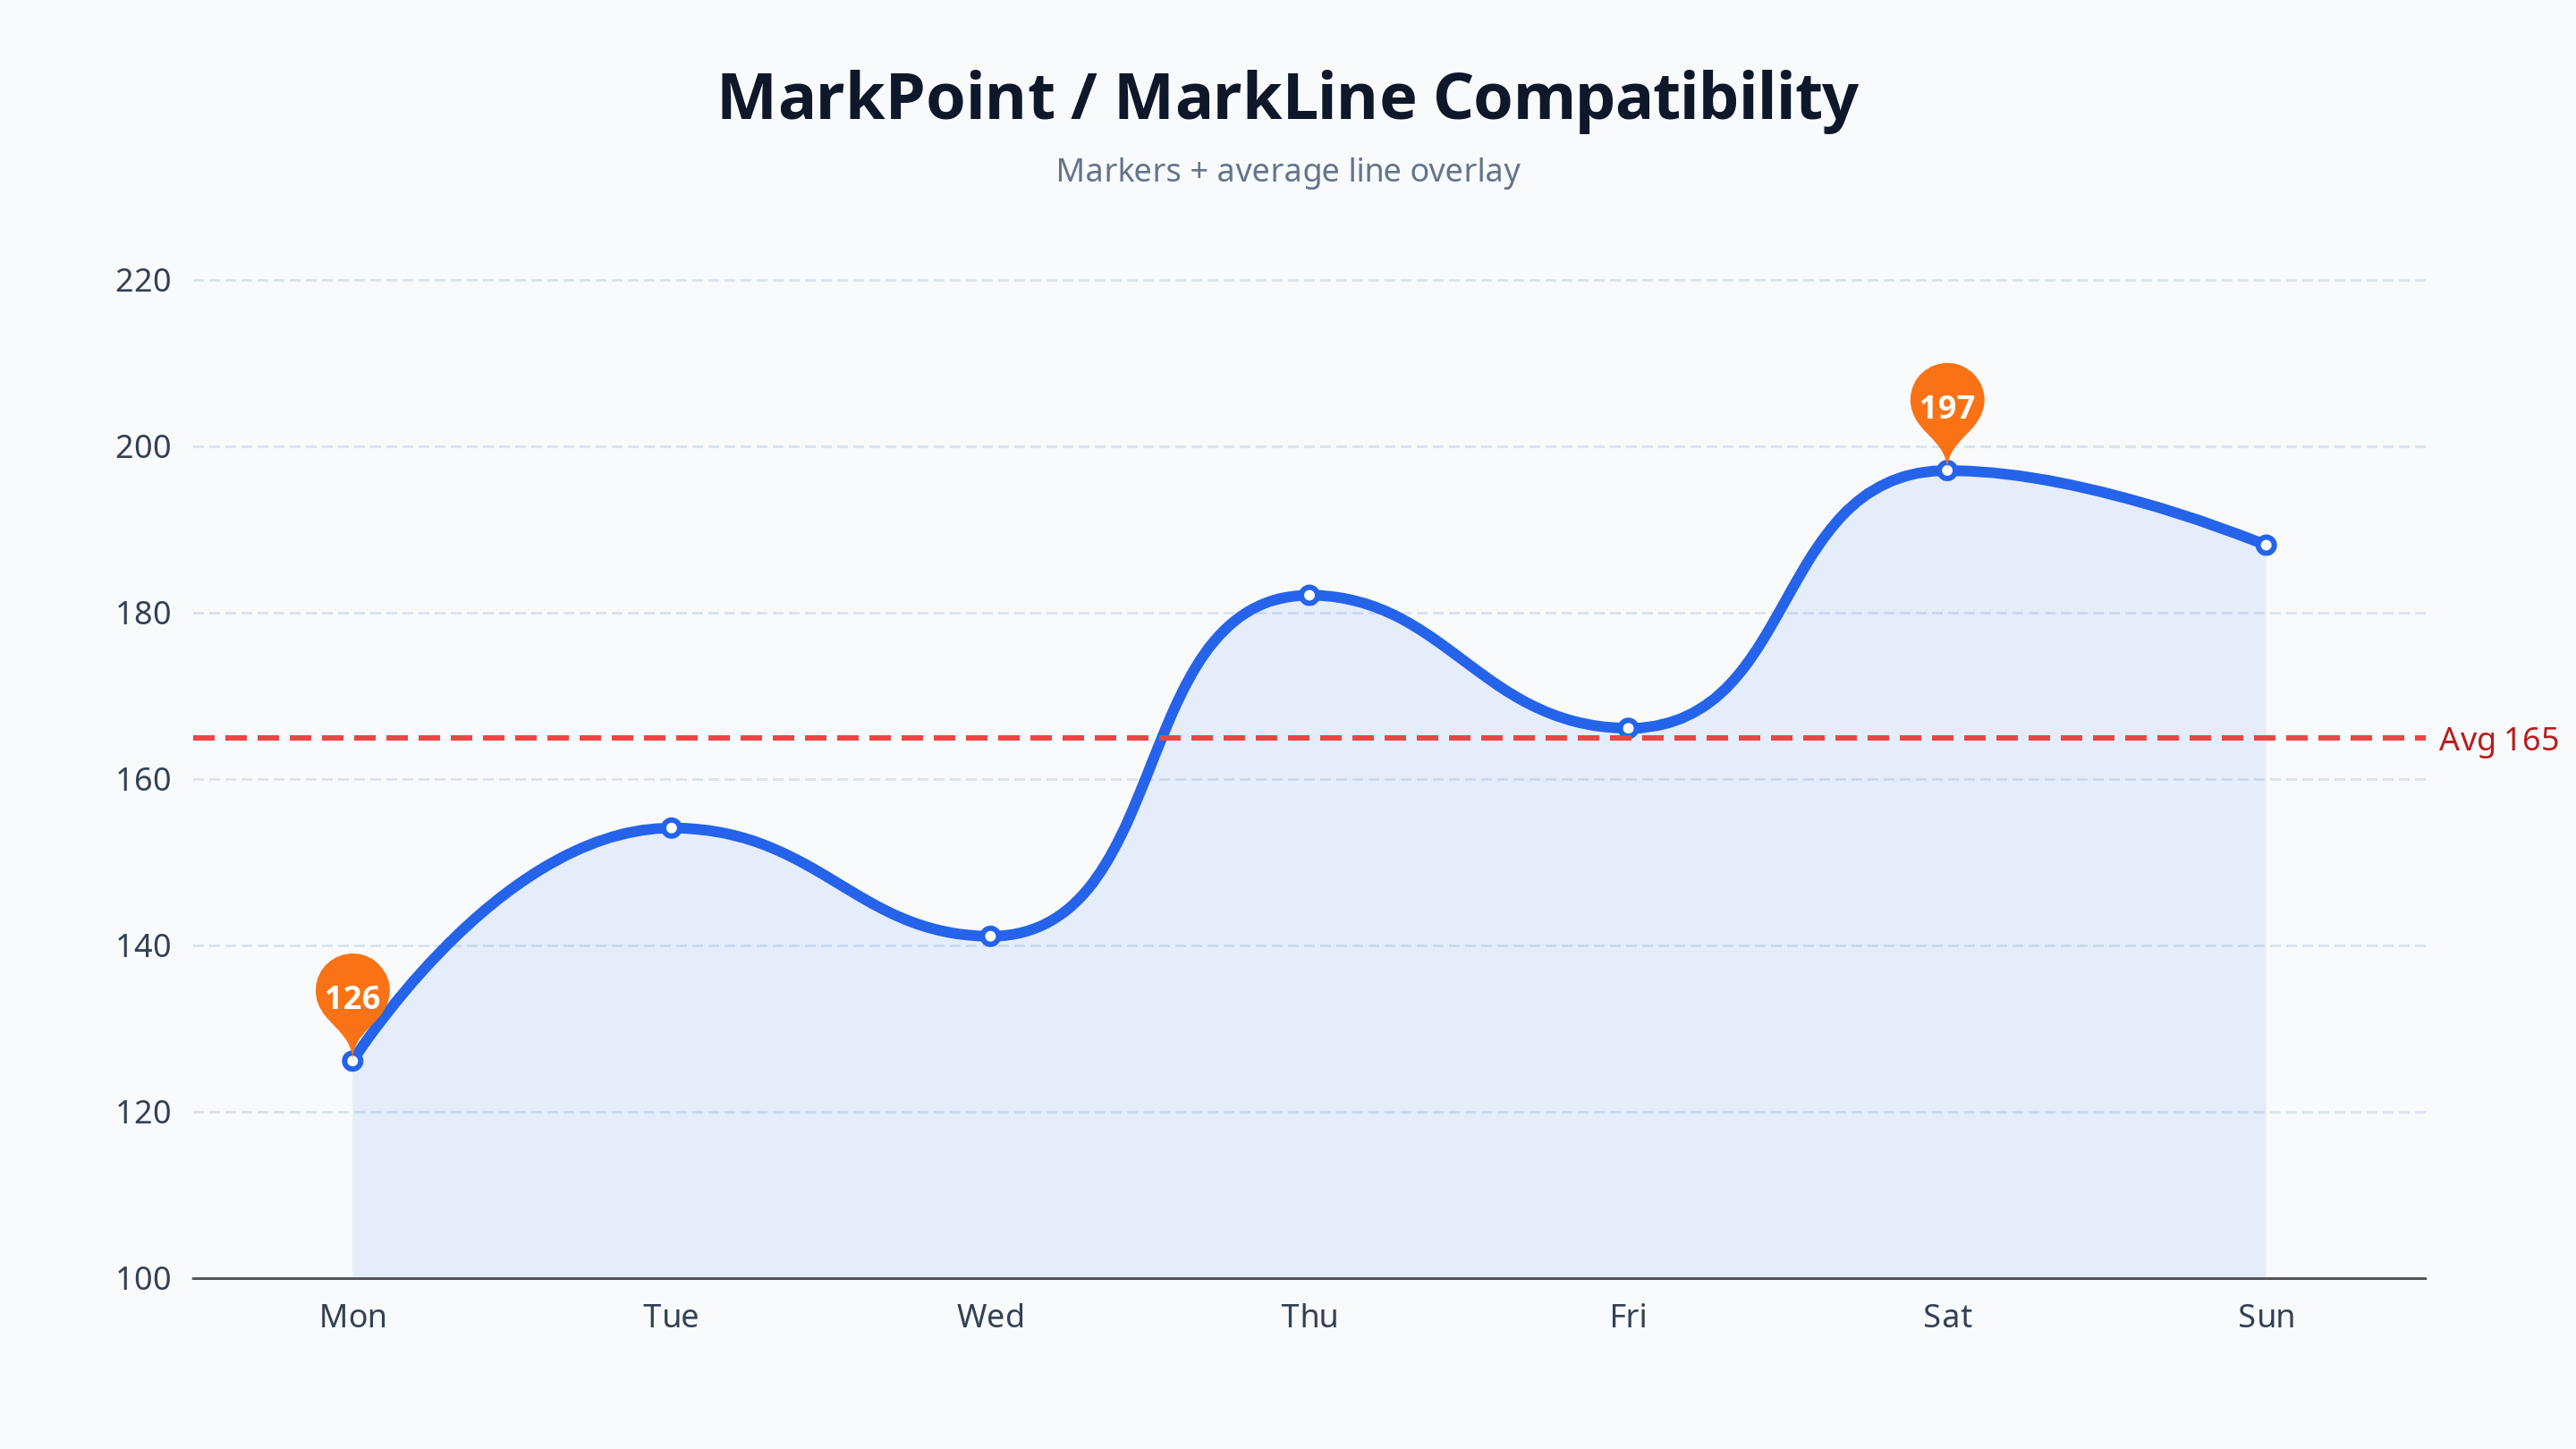 MarkPoint / MarkLine Compatibility
Markers + average line overlay
220
200
180
160
140
120
100
197
126
Avg 165
Mon Tue Wed Thu Fri Sat Sun